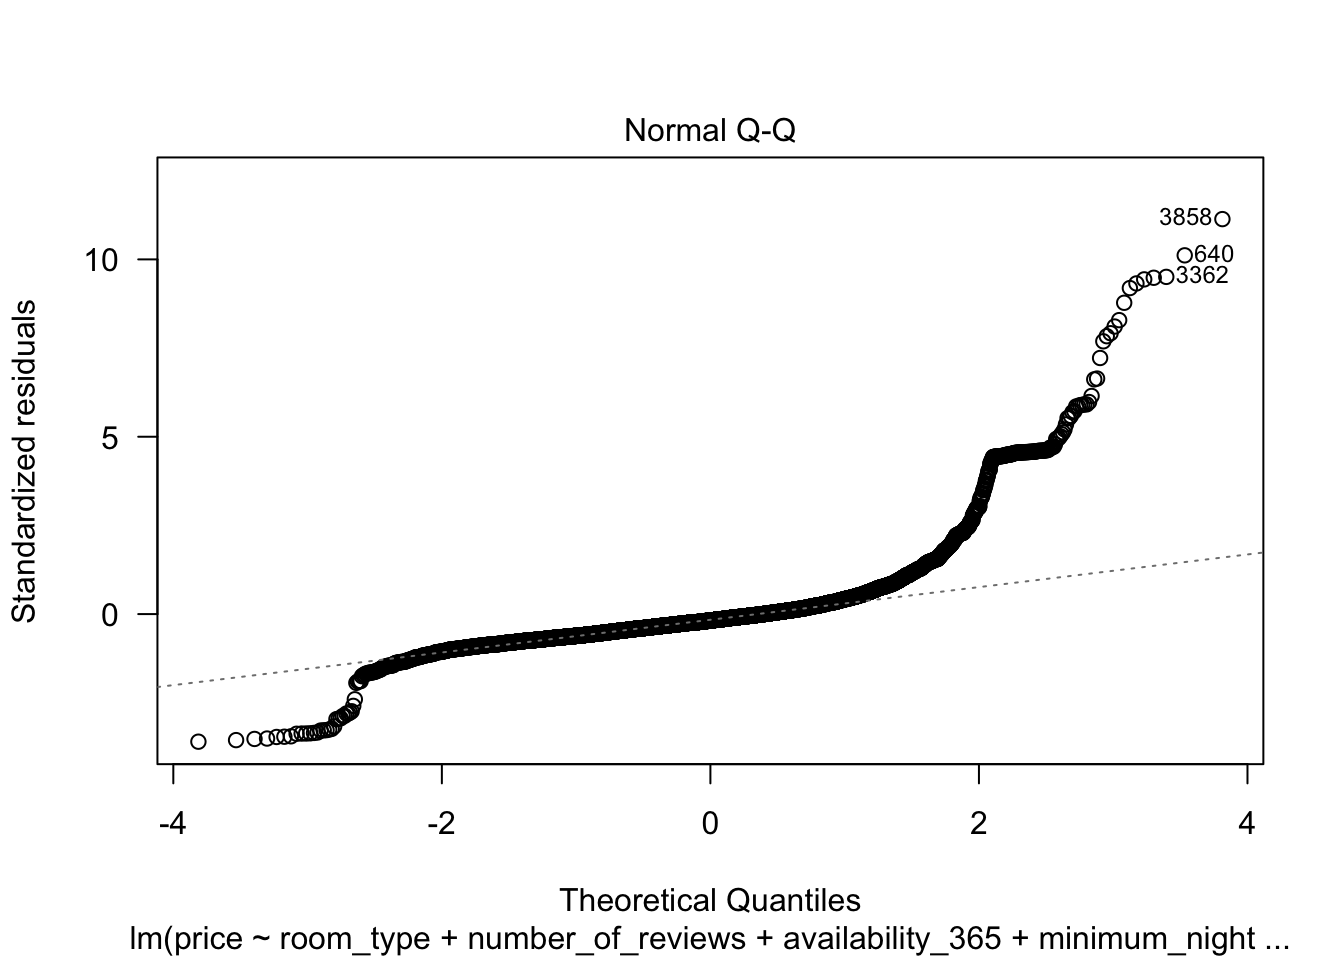 Normal Q-Q
Standardized residuals
10
5
0
3858
640
3362
-4 -2 0 2 4
Theoretical Quantiles
lm(price ~ room_type + number_of_reviews + availability_365 + minimum_night ...